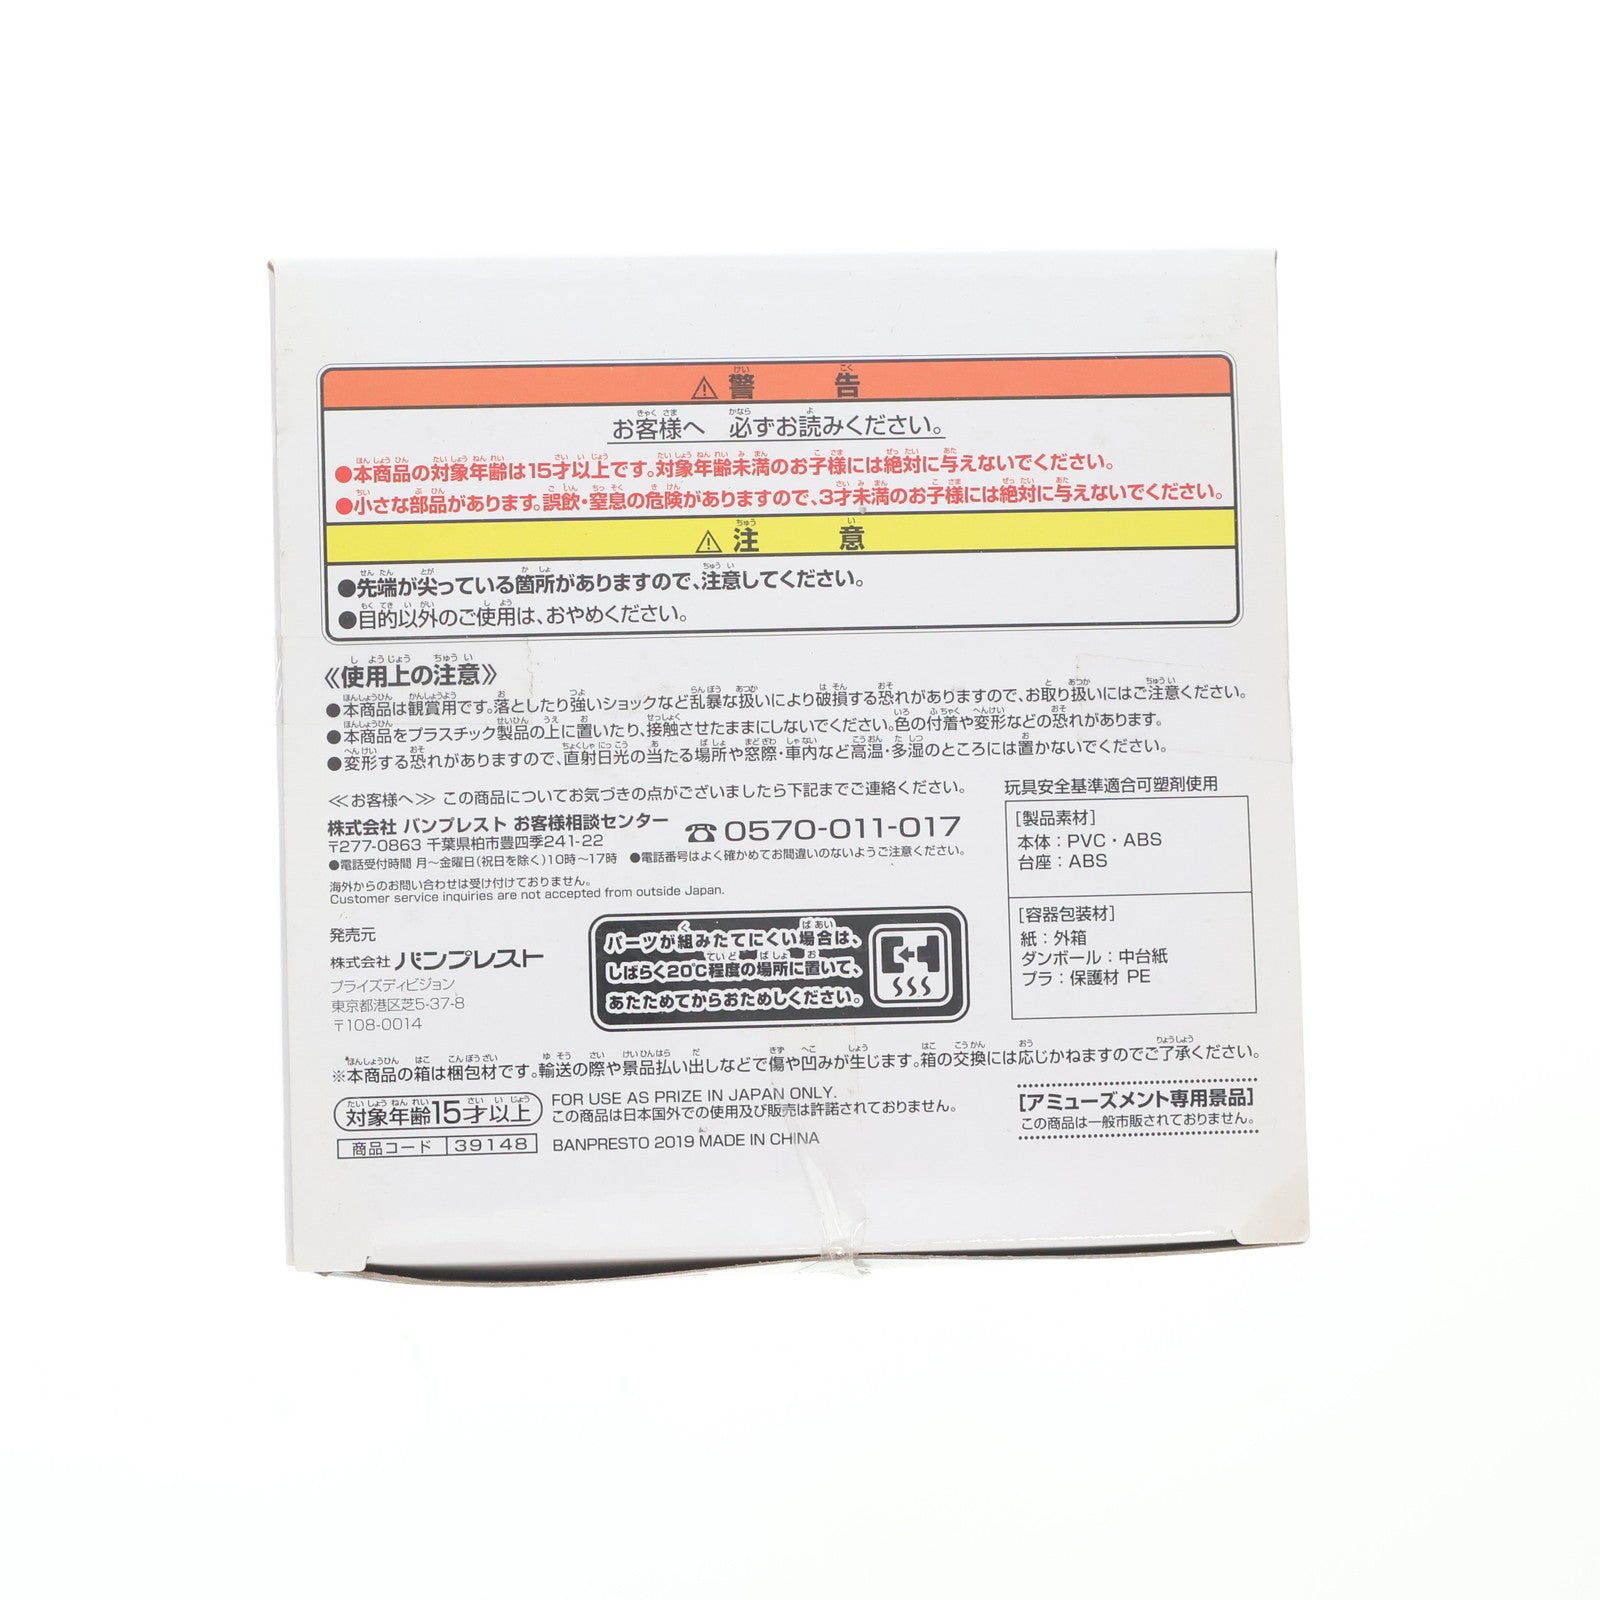 ⚠警告
お客様へ 必ずお読みください。
●本商品の対象年齢は15才以上です。対象年齢未満のお子様には絶対に与えないでください。
●小さな部品があります。誤飲・窒息の危険がありますので、3才未満のお子様には絶対に与えないでください。
⚠注意
●先端が尖っている箇所がありますので、注意してください。
●目的以外のご使用は、おやめください。
《使用上の注意》
●本商品は観賞用です。落としたり強いショックなど乱暴な扱いにより破損する恐れがありますので、お取り扱いにはご注意ください。
●本商品をプラスチック製品の上に置いたり、接触させたままにしないでください。色の付着や変形などの恐れがあります。
●変形する恐れがありますので、直射日光の当たる場所や窓際・車内など高温・多湿のところには置かないでください。
≪お客様へ≫ この商品についてお気づきの点がございましたら下記までご連絡ください。
株式会社 バンプレスト お客様相談センター
☎0570-011-017
〒277-0863 千葉県柏市豊四季241-22
●電話受付時間 月〜金曜日(祝日を除く)10時〜17時 ●電話番号はよく確かめてお間違いのないようご注意ください。
海外からのお問い合わせは受け付けておりません。
Customer service inquiries are not accepted from outside Japan.
玩具安全基準適合可塑剤使用
[製品素材]
本体:PVC・ABS
台座:ABS
[容器包装材]
紙:外箱
ダンボール:中台紙
プラ:保護材 PE
発売元
株式会社 バンプレスト
プライズディビジョン
東京都港区芝5-37-8
〒108-0014
パーツが組みたてにくい場合は、
しばらく20℃程度の場所に置いて、
あたためてからおためしください。
※本商品の箱は梱包材です。輸送の際や景品払い出しなどで傷や凹みが生じます。箱の交換には応じかねますのでご了承ください。
対象年齢15才以上
FOR USE AS PRIZE IN JAPAN ONLY.
この商品は日本国外での使用及び販売は許諾されておりません。
商品コード 39148
BANPRESTO 2019 MADE IN CHINA
[アミューズメント専用景品]
この商品は一般市販されておりません。